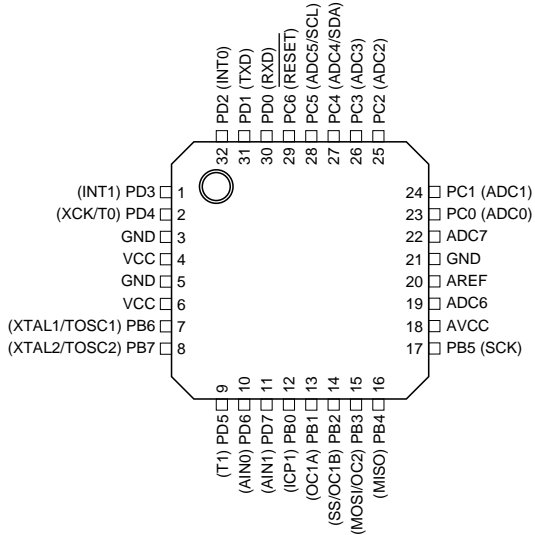 PD2 (INT0)
PD1 (TXD)
PD0 (RXD)
PC6 (RESET)
PC5 (ADC5/SCL)
PC4 (ADC4/SDA)
PC3 (ADC3)
PC2 (ADC2)
32
31
30
29
28
27
26
25
(INT1) PD3 1
(XCK/T0) PD4 2
GND 3
VCC 4
GND 5
VCC 6
(XTAL1/TOSC1) PB6 7
(XTAL2/TOSC2) PB7 8
24 PC1 (ADC1)
23 PC0 (ADC0)
22 ADC7
21 GND
20 AREF
19 ADC6
18 AVCC
17 PB5 (SCK)
9
10
11
12
13
14
15
16
(T1) PD5
(AIN0) PD6
(AIN1) PD7
(ICP1) PB0
(OC1A) PB1
(SS/OC1B) PB2
(MOSI/OC2) PB3
(MISO) PB4